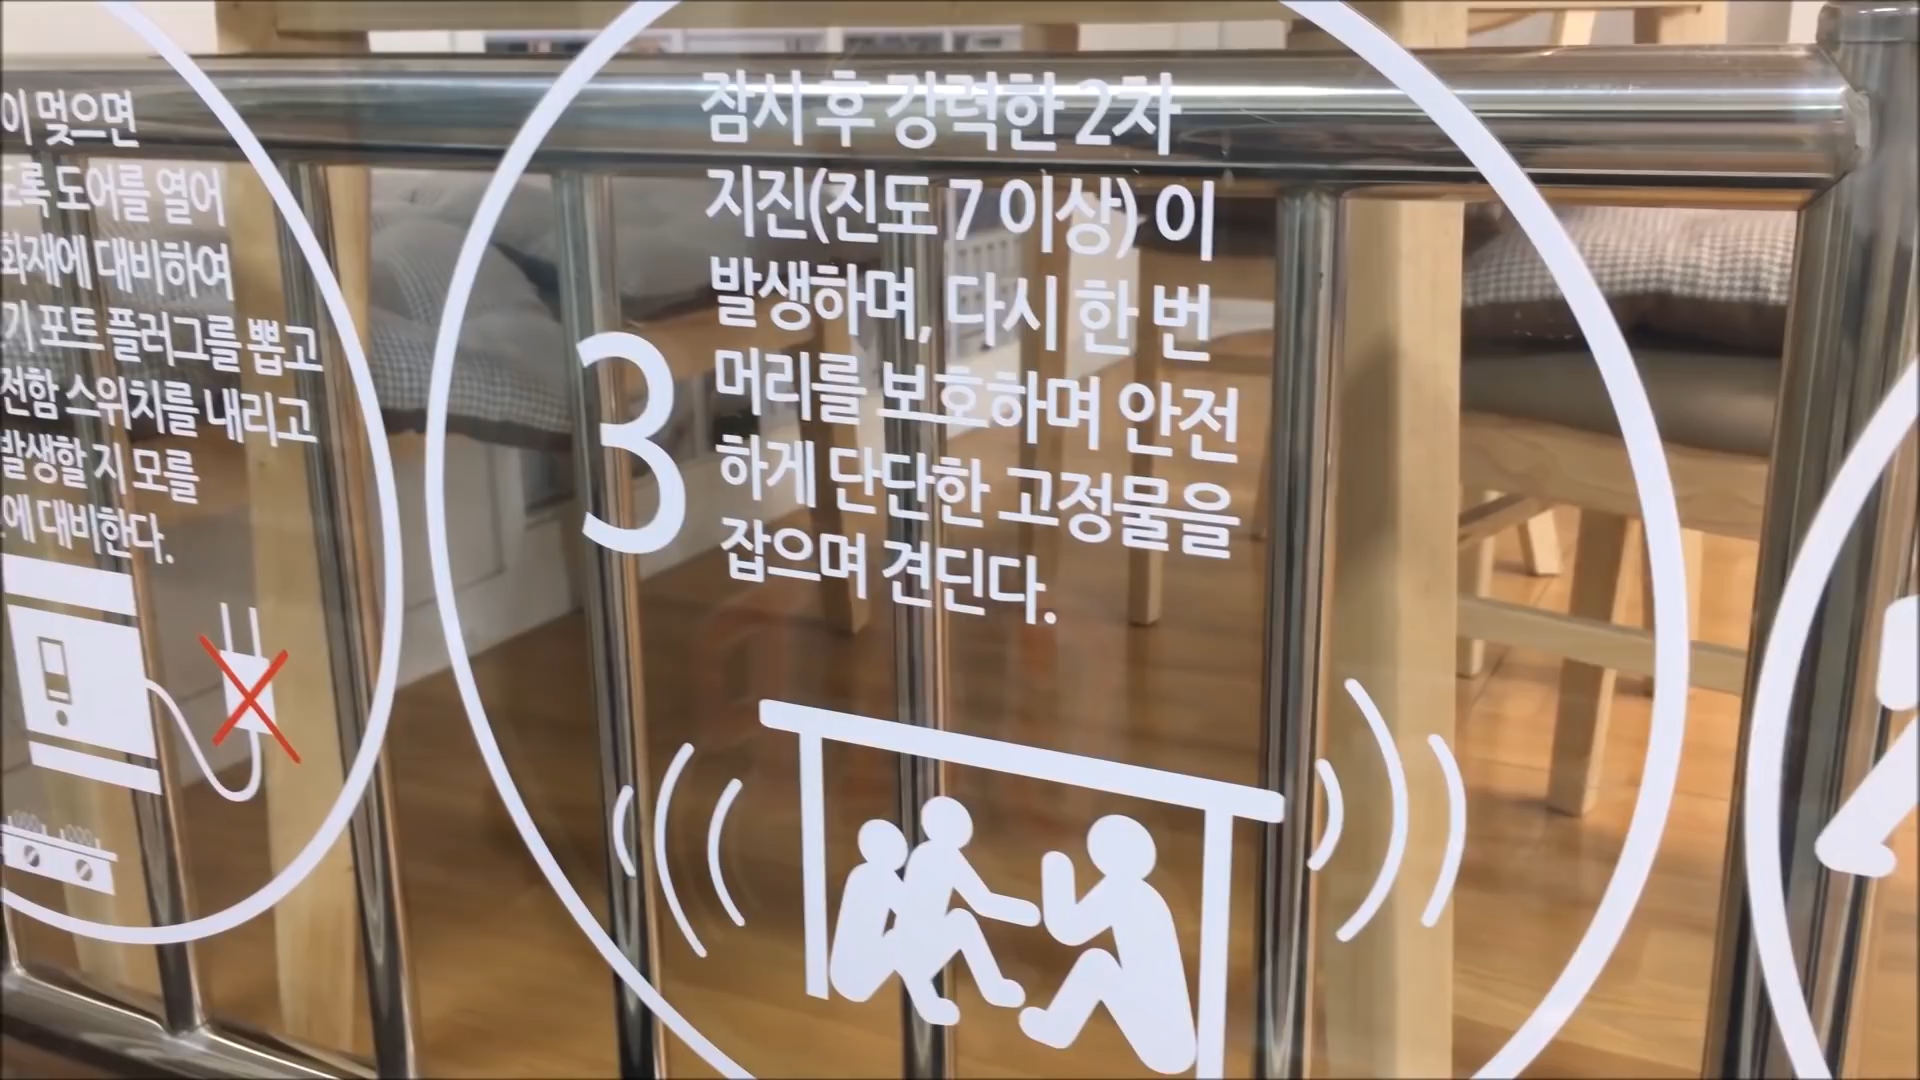 이 멎으면
록 도어를 열어
화재에 대비하여
기 포트 플러그를 뽑고
전함 스위치를 내리고
발생할 지 모를
에 대비한다.
3
잠시 후 강력한 2차
지진(진도 7 이상) 이
발생하며, 다시 한 번
머리를 보호하며 안전
하게 단단한 고정물을
잡으며 견딘다.